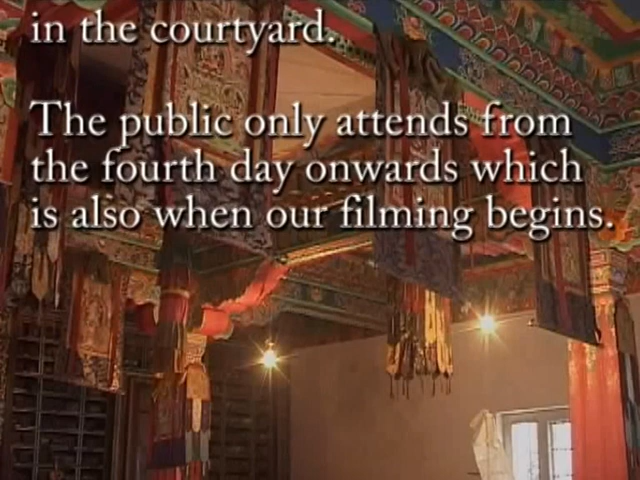 in the courtyard.
The public only attends from
the fourth day onwards which
is also when our filming begins.